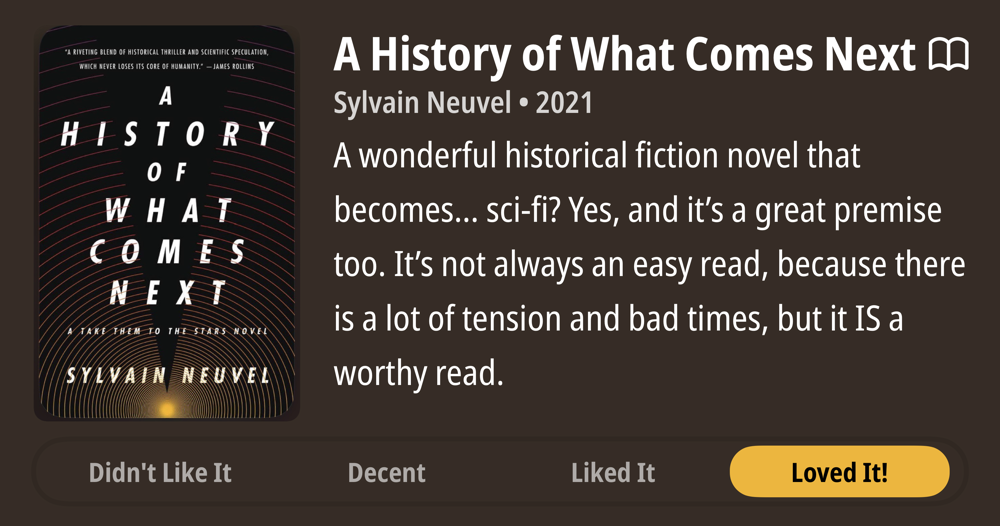 "A RIVETING BLEND OF HISTORICAL THRILLER AND SCIENTIFIC SPECULATION,
WHICH NEVER LOSES ITS CORE OF HUMANITY." — JAMES ROLLINS
A
HISTORY
OF
WHAT
COMES
NEXT
A TAKE THEM TO THE STARS NOVEL
SYLVAIN NEUVEL
A History of What Comes Next
Sylvain Neuvel • 2021
A wonderful historical fiction novel that
becomes... sci-fi? Yes, and it’s a great premise
too. It’s not always an easy read, because there
is a lot of tension and bad times, but it IS a
worthy read.
Didn't Like It
Decent
Liked It
Loved It!